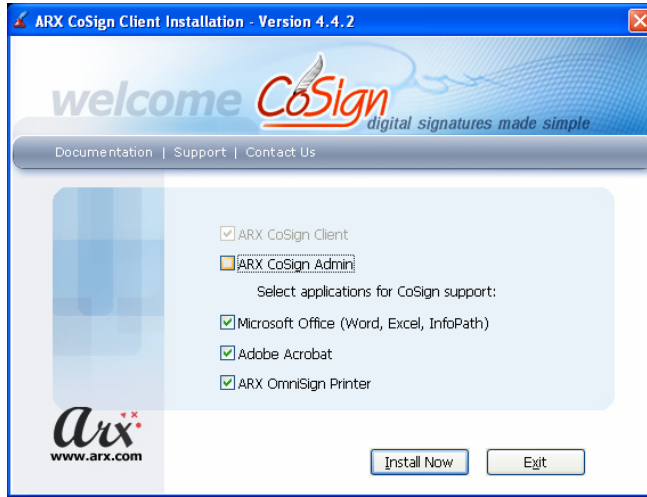 ARX CoSign Client Installation - Version 4.4.2
welcome CoSign
digital signatures made simple
Documentation | Support | Contact Us
ARX CoSign Client
ARX CoSign Admin
Select applications for CoSign support:
Microsoft Office (Word, Excel, InfoPath)
Adobe Acrobat
ARX OmniSign Printer
arx
www.arx.com
Install Now Exit